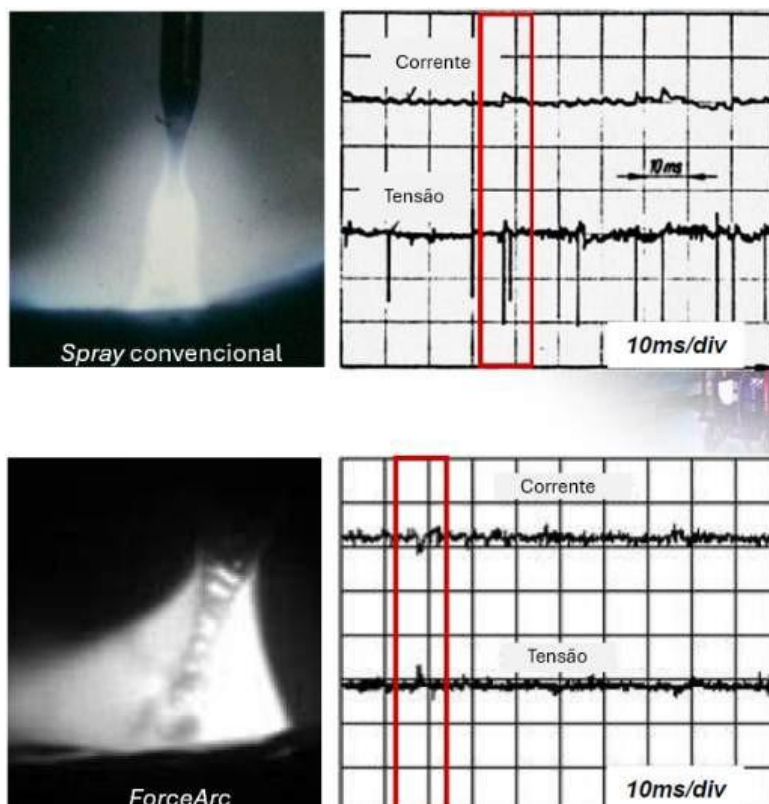 Corrente
10ms
Tensão
Spray convencional
10ms/div
Corrente
Tensão
ForceArc
10ms/div